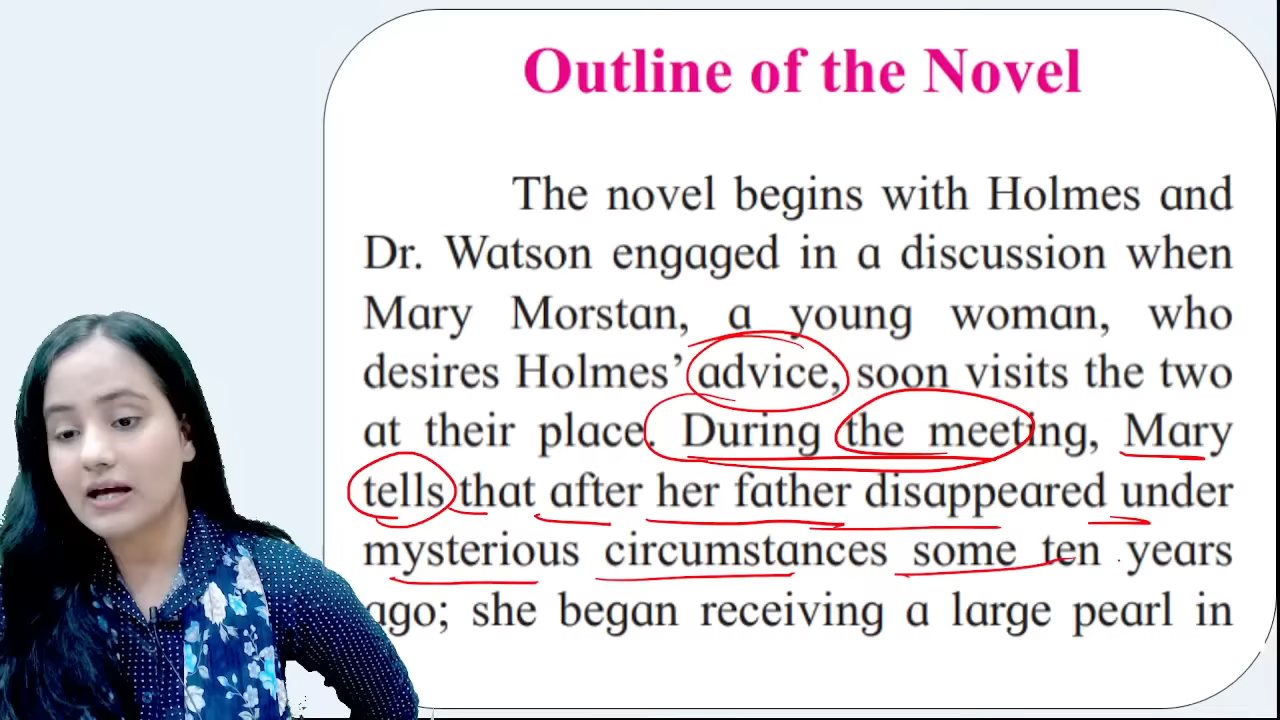 Outline of the Novel
The novel begins with Holmes and
Dr. Watson engaged in a discussion when
Mary Morstan, a young woman, who
desires Holmes’ advice, soon visits the two
at their place. During the meeting, Mary
tells that after her father disappeared under
mysterious circumstances some ten years
ago; she began receiving a large pearl in